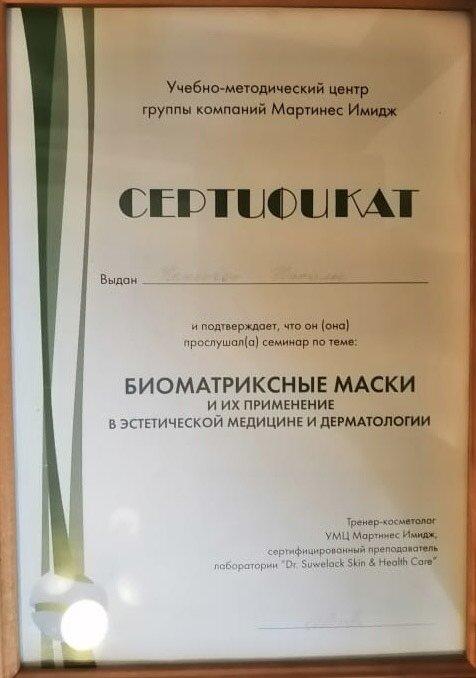 Учебно-методический центр
группы компаний Мартинес Имидж
СЕРТИФИКАТ
Выдан
и подтверждает, что он (она)
прослушал(а) семинар по теме:
БИОМАТРИКСНЫЕ МАСКИ
И ИХ ПРИМЕНЕНИЕ
В ЭСТЕТИЧЕСКОЙ МЕДИЦИНЕ И ДЕРМАТОЛОГИИ
Тренер-косметолог
УМЦ Мартинес Имидж,
сертифицированный преподаватель
лаборатории "Dr. Suwelack Skin & Health Care"